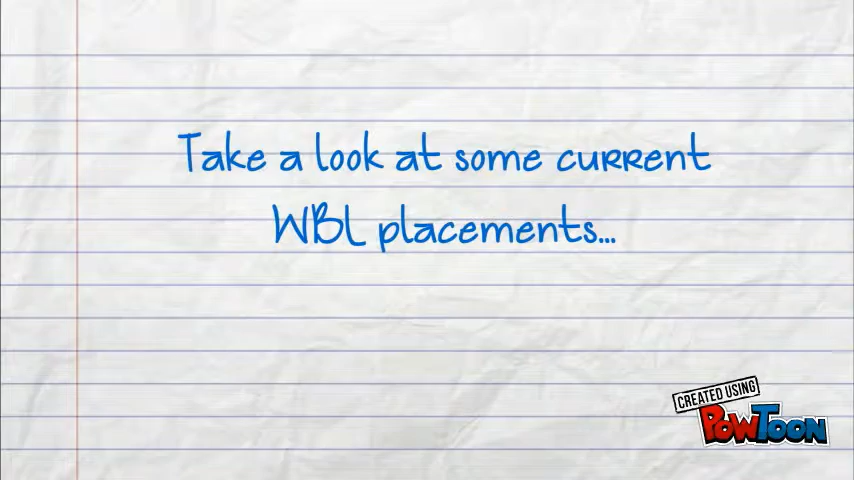 Take a look at some current
WBL placements...
CREATED USING
POWTOON